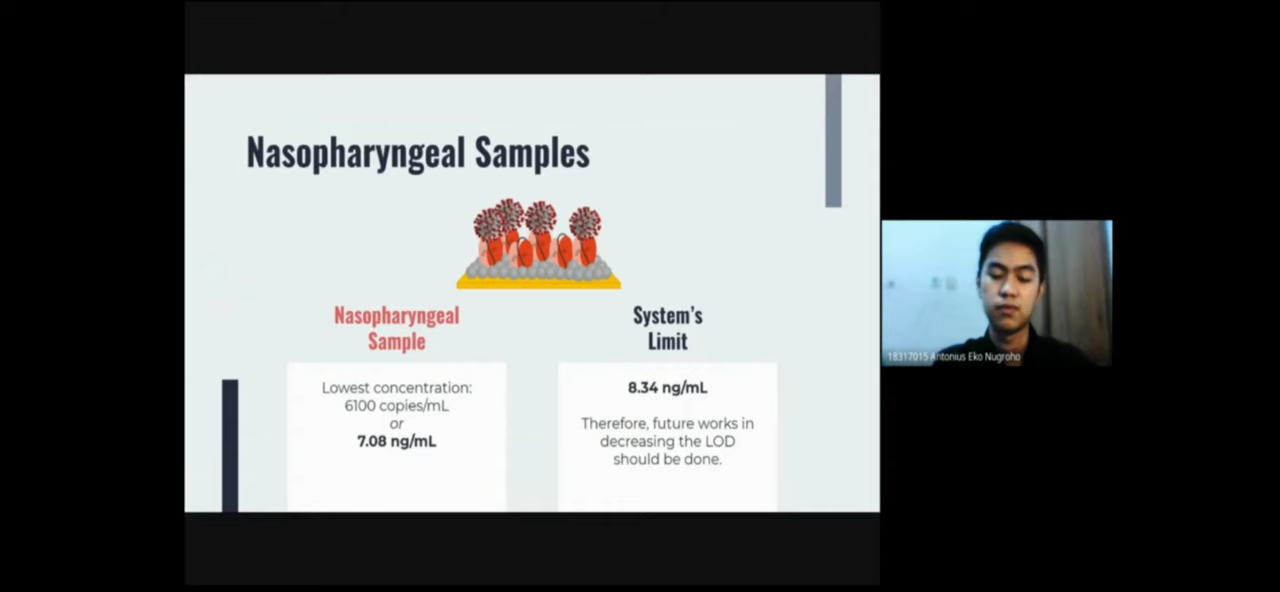 Nasopharyngeal Samples
Nasopharyngeal
Sample
Lowest concentration:
6100 copies/mL
or
7.08 ng/mL
System's
Limit
8.34 ng/mL
Therefore, future works in
decreasing the LOD
should be done.
18317015 Antonius Eko Nugroho